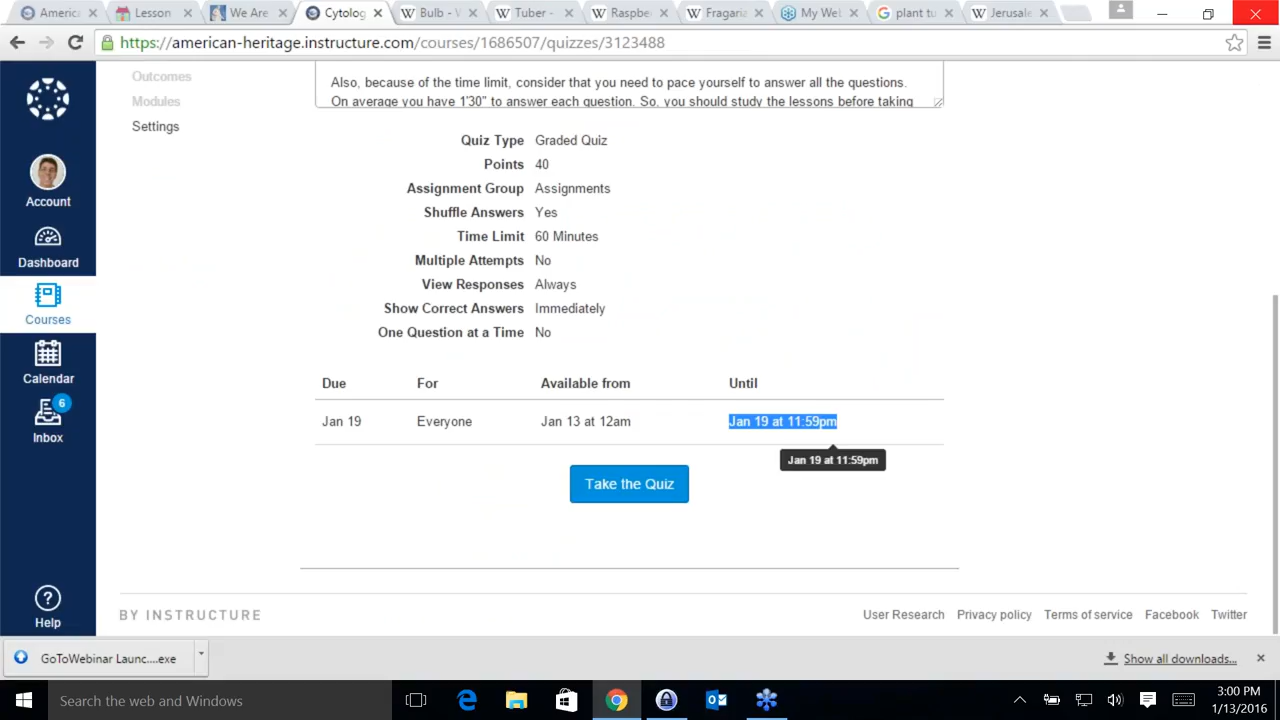 Americ
Lesson
We Are
Cytolog
Bulb - W
Tuber -
Raspbe
Fragaria
My Web
plant tu
Jerusale
https://american-heritage.instructure.com/courses/1686507/quizzes/3123488
Outcomes
Modules
Settings
Account
Dashboard
Courses
Calendar
6
Inbox
Help
Also, because of the time limit, consider that you need to pace yourself to answer all the questions.
On average you have 1'30" to answer each question. So, you should study the lessons before taking
Quiz Type Graded Quiz
Points 40
Assignment Group Assignments
Shuffle Answers Yes
Time Limit 60 Minutes
Multiple Attempts No
View Responses Always
Show Correct Answers Immediately
One Question at a Time No
Due For Available from Until
Jan 19 Everyone Jan 13 at 12am Jan 19 at 11:59pm
Jan 19 at 11:59pm
Take the Quiz
BY INSTRUCTURE
User Research Privacy policy Terms of service Facebook Twitter
GoToWebinar Launc....exe
Show all downloads...
Search the web and Windows
3:00 PM
1/13/2016